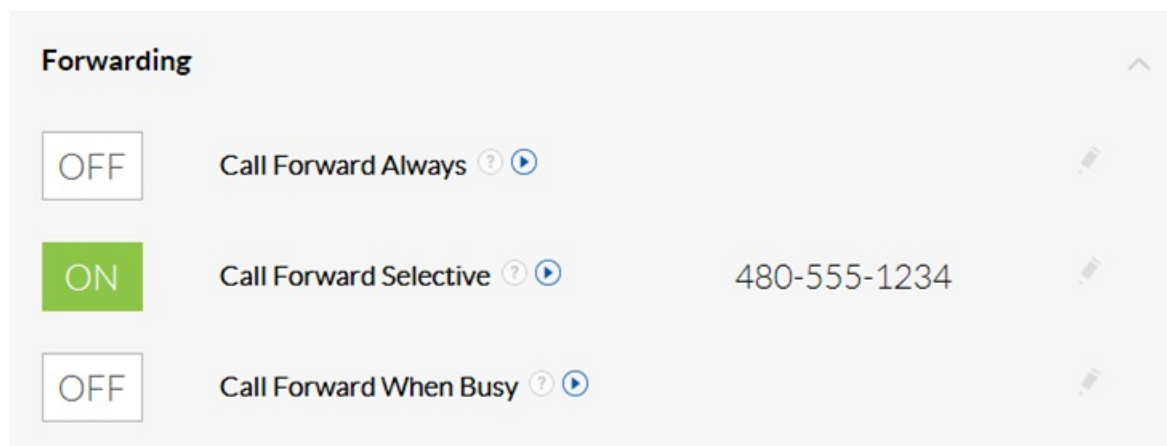 Forwarding
OFF Call Forward Always ?
ON Call Forward Selective ? 480-555-1234
OFF Call Forward When Busy ?